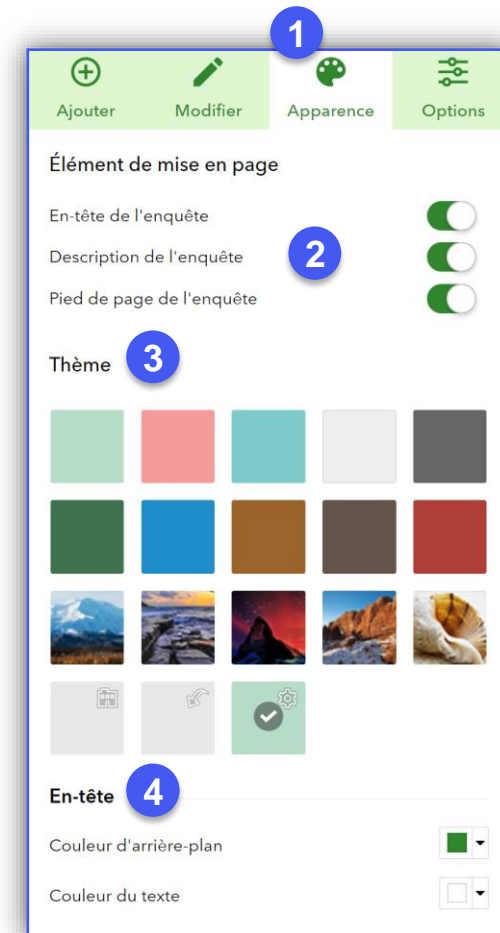 1
Ajouter Modifier Apparence Options
Élément de mise en page
En-tête de l'enquête
Description de l'enquête 2
Pied de page de l'enquête
Thème 3
En-tête 4
Couleur d'arrière-plan
Couleur du texte